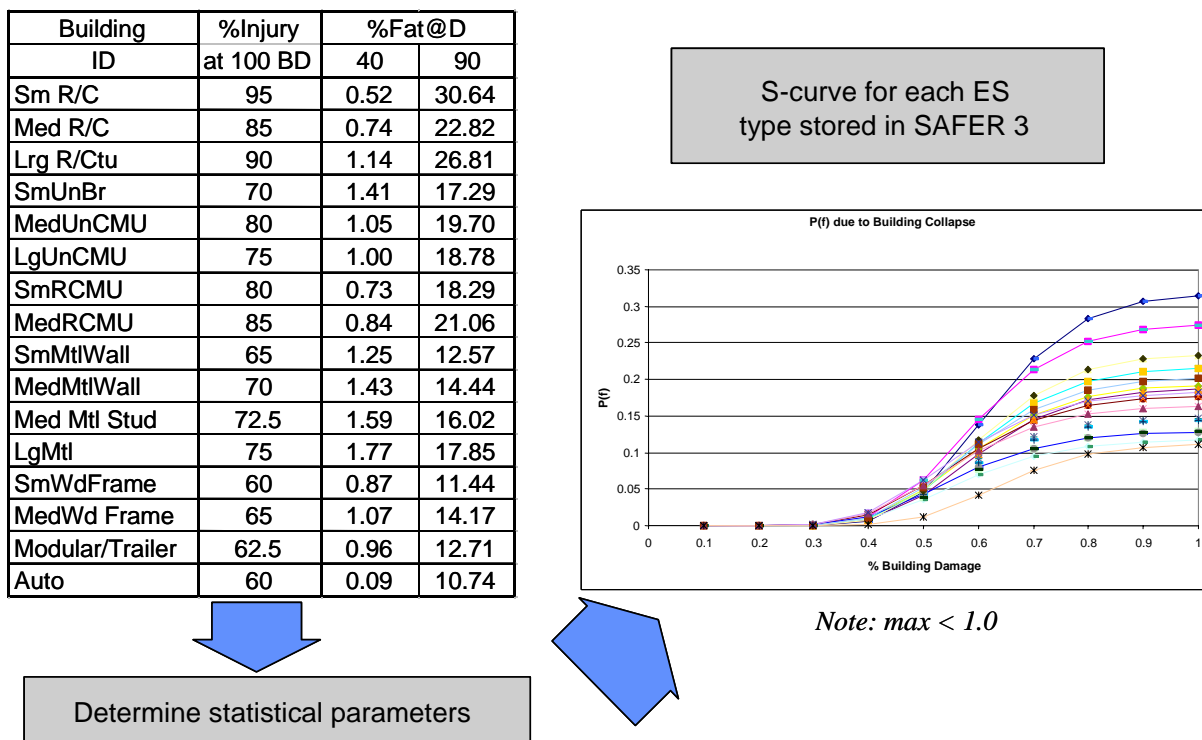 Building %Injury %Fat@D
ID at 100 BD 40 90
Sm R/C 95 0.52 30.64
Med R/C 85 0.74 22.82
Lrg R/Ctu 90 1.14 26.81
SmUnBr 70 1.41 17.29
MedUnCMU 80 1.05 19.70
LgUnCMU 75 1.00 18.78
SmRCMU 80 0.73 18.29
MedRCMU 85 0.84 21.06
SmMtlWall 65 1.25 12.57
MedMtlWall 70 1.43 14.44
Med Mtl Stud 72.5 1.59 16.02
LgMtl 75 1.77 17.85
SmWdFrame 60 0.87 11.44
MedWd Frame 65 1.07 14.17
Modular/Trailer 62.5 0.96 12.71
Auto 60 0.09 10.74
Determine statistical parameters
S-curve for each ES
type stored in SAFER 3
P(f) due to Building Collapse
0.35
0.3
0.25
0.2
0.15
0.1
0.05
0
P(f)
0 0.1 0.2 0.3 0.4 0.5 0.6 0.7 0.8 0.9 1
% Building Damage
Note: max < 1.0